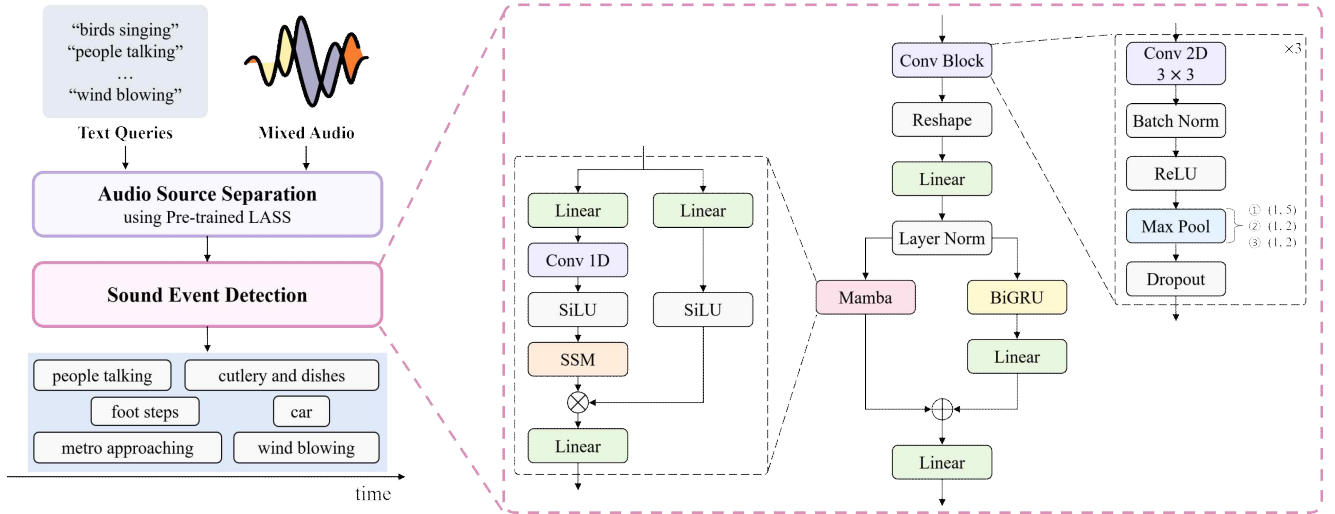 “birds singing”
“people talking”
...
“wind blowing”
Text Queries
Mixed Audio
Audio Source Separation
using Pre-trained LASS
Sound Event Detection
people talking
cutlery and dishes
foot steps
car
metro approaching
wind blowing
time
Linear
Linear
Conv 1D
SiLU
SiLU
SSM
Linear
Conv Block
Reshape
Linear
Layer Norm
Mamba
BiGRU
Linear
Linear
×3
Conv 2D
3 × 3
Batch Norm
ReLU
Max Pool
① (1, 5)
② (1, 2)
③ (1, 2)
Dropout